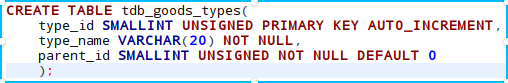 CREATE TABLE tdb_goods_types(
type_id SMALLINT UNSIGNED PRIMARY KEY AUTO_INCREMENT,
type_name VARCHAR(20) NOT NULL,
parent_id SMALLINT UNSIGNED NOT NULL DEFAULT 0
);